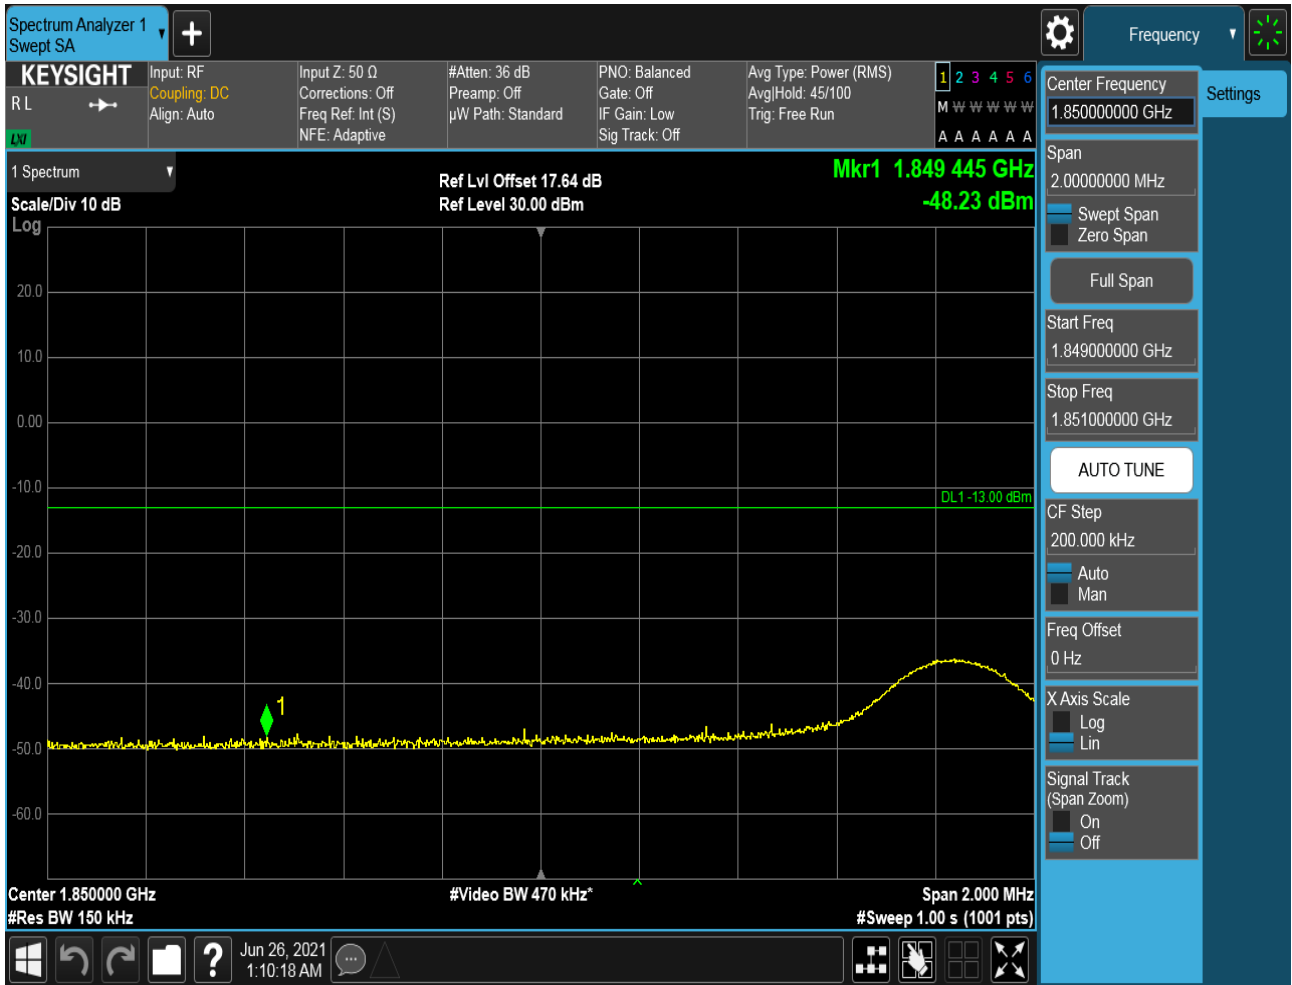 Spectrum Analyzer 1
Swept SA
+
Frequency
KEYSIGHT
R L
LXI
Input: RF
Coupling: DC
Align: Auto
Input Z: 50 Ω
Corrections: Off
Freq Ref: Int (S)
NFE: Adaptive
#Atten: 36 dB
Preamp: Off
µW Path: Standard
PNO: Balanced
Gate: Off
IF Gain: Low
Sig Track: Off
Avg Type: Power (RMS)
Avg|Hold: 45/100
Trig: Free Run
1 2 3 4 5 6
M W W W W W
A A A A A A
1 Spectrum
Scale/Div 10 dB
Log
Ref Lvl Offset 17.64 dB
Ref Level 30.00 dBm
Mkr1 1.849 445 GHz
-48.23 dBm
20.0
10.0
0.00
-10.0
DL1 -13.00 dBm
-20.0
-30.0
-40.0
1
-50.0
-60.0
Center 1.850000 GHz
#Video BW 470 kHz*
Span 2.000 MHz
#Res BW 150 kHz
#Sweep 1.00 s (1001 pts)
?
Jun 26, 2021
1:10:18 AM
Center Frequency
1.850000000 GHz
Settings
Span
2.00000000 MHz
Swept Span
Zero Span
Full Span
Start Freq
1.849000000 GHz
Stop Freq
1.851000000 GHz
AUTO TUNE
CF Step
200.000 kHz
Auto
Man
Freq Offset
0 Hz
X Axis Scale
Log
Lin
Signal Track
(Span Zoom)
On
Off